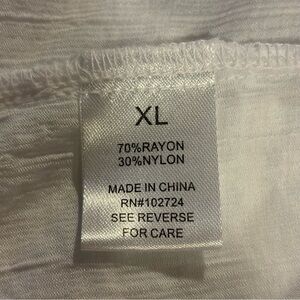 XL
70%RAYON
30%NYLON
MADE IN CHINA
RN#102724
SEE REVERSE
FOR CARE